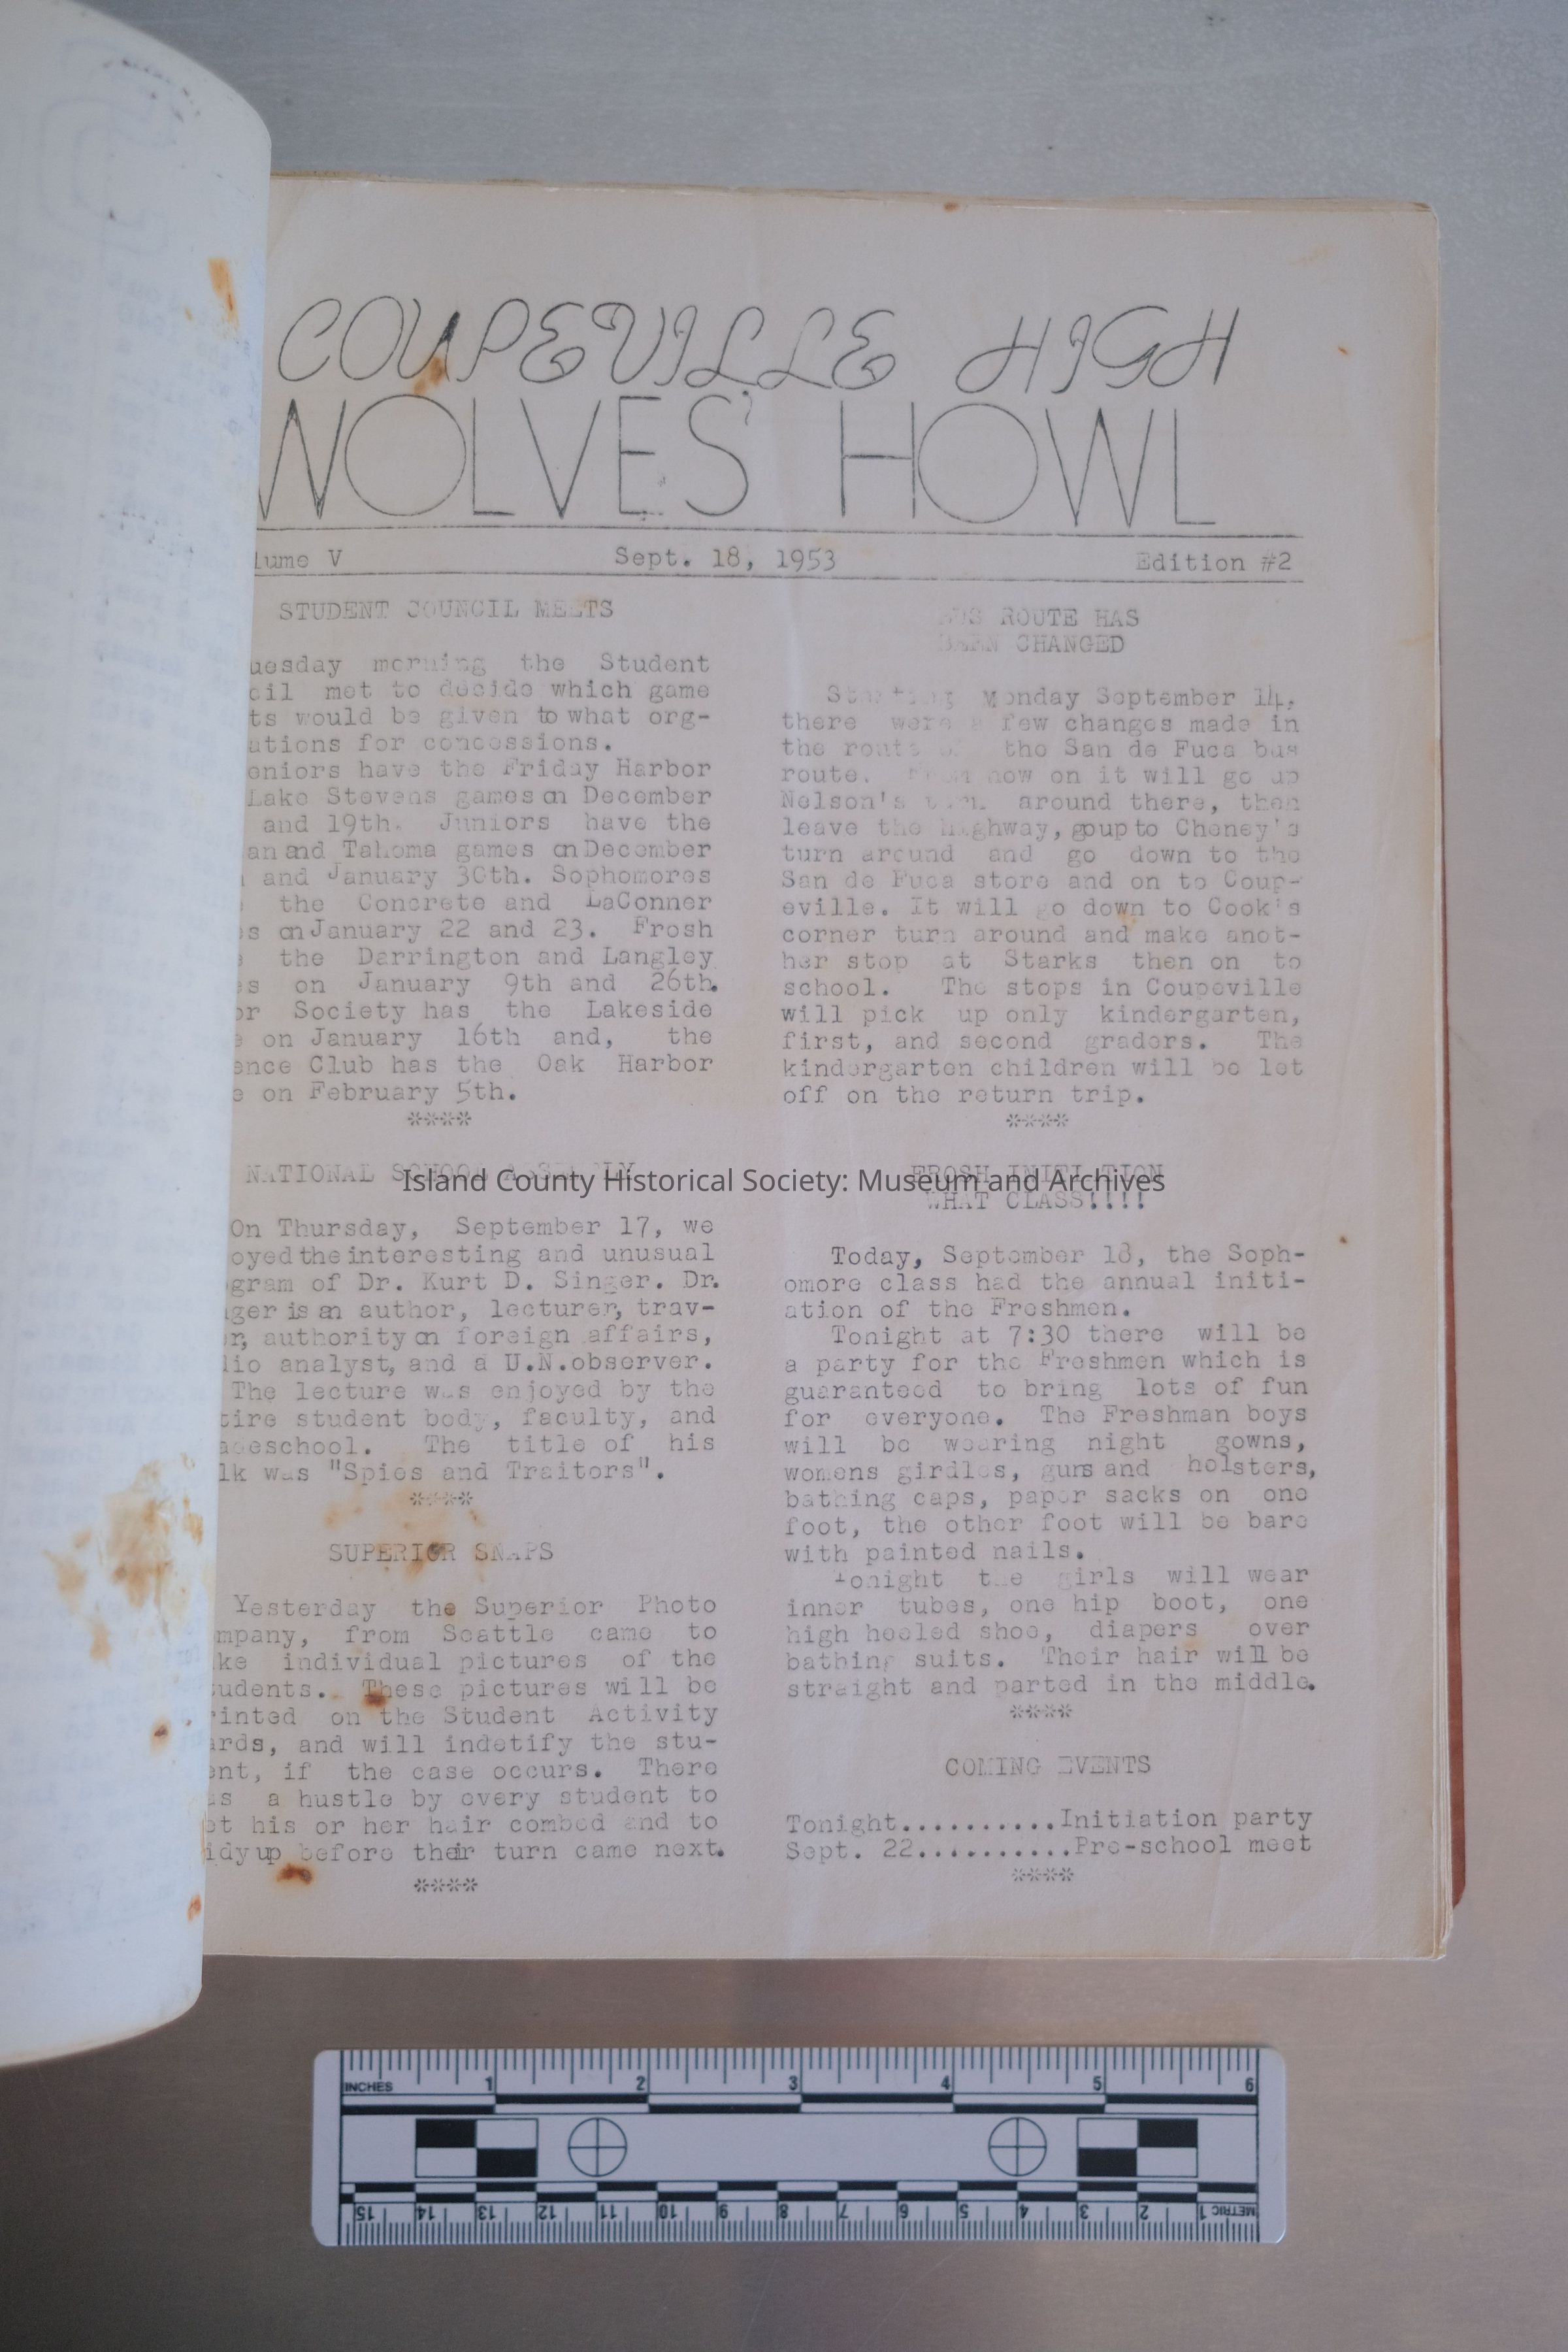 COUPEVILLE HIGH
WOLVES' HOWL
lume V Sept. 18, 1953 Edition #2
STUDENT COUNCIL MEETS
uesday morning the Student
cil met to decide which game
ts would be given to what org-
ations for concessions.
eniors have the Friday Harbor
Lake Stevens games on December
and 19th. Juniors have the
an and Tahoma games on December
and January 30th. Sophomores
the Concrete and LaConner
s on January 22 and 23. Frosh
the Darrington and Langley
s on January 9th and 26th.
or Society has the Lakeside
e on January 16th and, the
ence Club has the Oak Harbor
e on February 5th.
****
NATIONAL SCHOOL ASSEMBLY
On Thursday, September 17, we
oyed the interesting and unusual
gram of Dr. Kurt D. Singer. Dr.
ger is an author, lecturer, trav-
r, authority on foreign affairs,
dio analyst, and a U.N.observer.
The lecture was enjoyed by the
tire student body, faculty, and
adeschool. The title of his
lk was "Spies and Traitors".
****
SUPERIOR SNAPS
Yesterday the Superior Photo
mpany, from Seattle came to
ke individual pictures of the
tudents. These pictures will be
rinted on the Student Activity
ards, and will indetify the stu-
ent, if the case occurs. There
as a hustle by every student to
et his or her hair combed and to
idy up before their turn came next.
****
BUS ROUTE HAS
BEEN CHANGED
Starting Monday September 14,
there were a few changes made in
the route of the San de Fuca bus
route. From now on it will go up
Nelson's turn around there, then
leave the highway, go up to Cheney's
turn around and go down to the
San de Fuca store and on to Coup-
eville. It will go down to Cook's
corner turn around and make anot-
her stop at Starks then on to
school. The stops in Coupeville
will pick up only kindergarten,
first, and second graders. The
kindergarten children will be let
off on the return trip.
****
FROSH INITIATION
WHAT CLASS!!!!
Today, September 18, the Soph-
omore class had the annual initi-
ation of the Freshmen.
Tonight at 7:30 there will be
a party for the Freshmen which is
guaranteed to bring lots of fun
for everyone. The Freshman boys
will be wearing night gowns,
womens girdles, guns and holsters,
bathing caps, paper sacks on one
foot, the other foot will be bare
with painted nails.
Tonight the girls will wear
inner tubes, one hip boot, one
high heeled shoe, diapers over
bathing suits. Their hair will be
straight and parted in the middle.
****
COMING EVENTS
Tonight..........Initiation party
Sept. 22..........Pre-school meet
****
Island County Historical Society: Museum and Archives
INCHES 1 2 3 4 5 6
15 14 13 12 11 10 9 8 7 6 5 4 3 2 1 METRIC